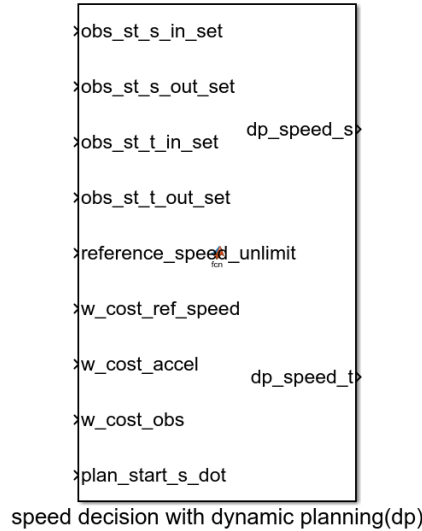 obs_st_s_in_set
obs_st_s_out_set
obs_st_t_in_set
dp_speed_s
obs_st_t_out_set
reference_speed_unlimit
fcn
w_cost_ref_speed
w_cost_accel
dp_speed_t
w_cost_obs
plan_start_s_dot
speed decision with dynamic planning(dp)